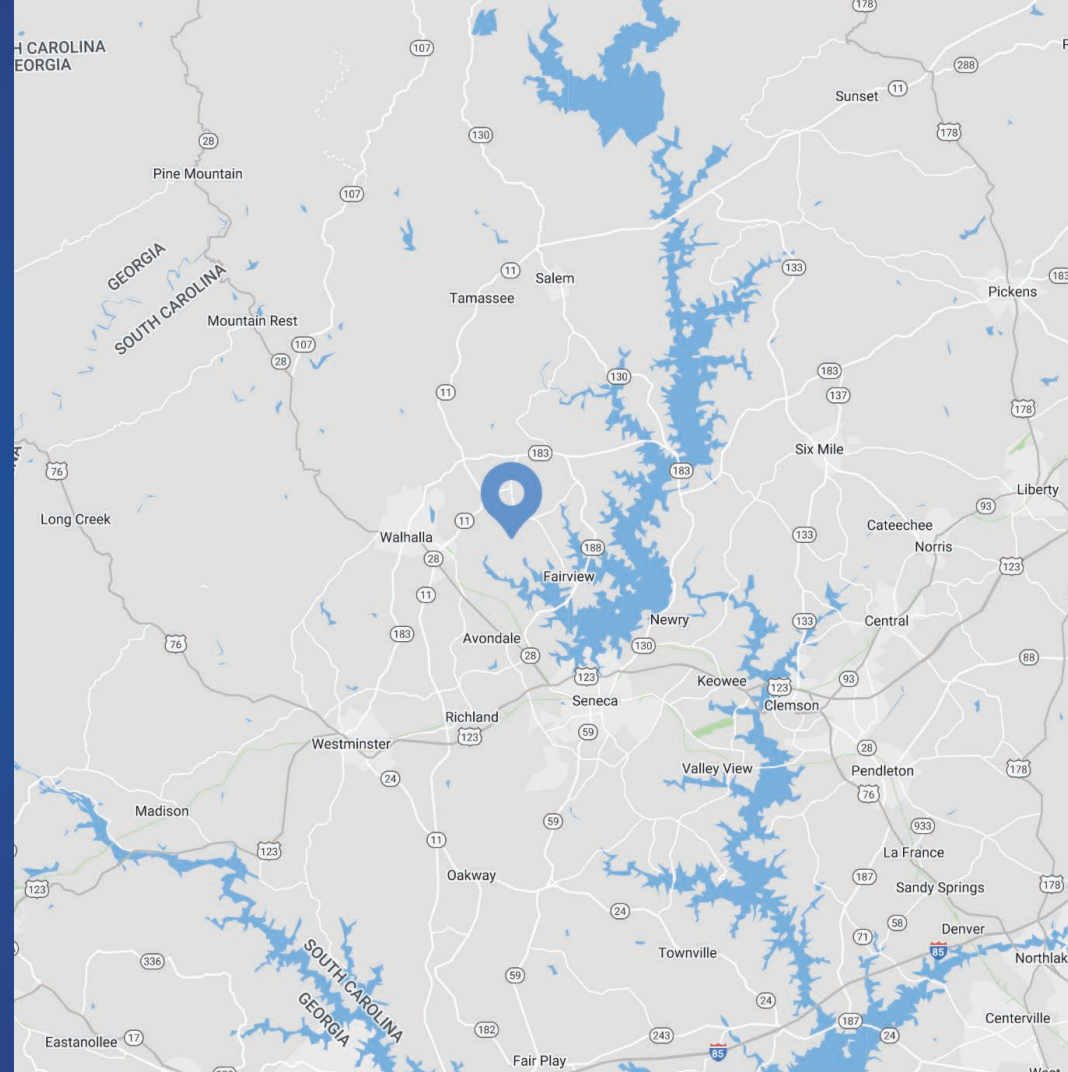 178
H CAROLINA
EORGIA
107
288
11
Sunset
130
178
28
Pine Mountain
107
GEORGIA
SOUTH CAROLINA
133
11
Salem
183
Tamassee
Pickens
Mountain Rest
107
28
130
183
11
137
178
183
Six Mile
183
76
Liberty
93
Long Creek
11
Cateechee
Walhalla
133
188
Norris
28
123
Fairview
11
Newry
133
Central
183
Avondale
76
130
28
88
123
Keowee
93
123
Seneca
Clemson
Richland
123
59
Westminster
28
Valley View
178
Pendleton
24
76
Madison
59
933
11
123
La France
187
123
Oakway
178
Sandy Springs
24
58
Denver
71
85
Townville
Northlak
336
SOUTH CAROLINA
GEORGIA
59
24
187
Centerville
182
243
24
17
Eastanollee
85
Fair Play